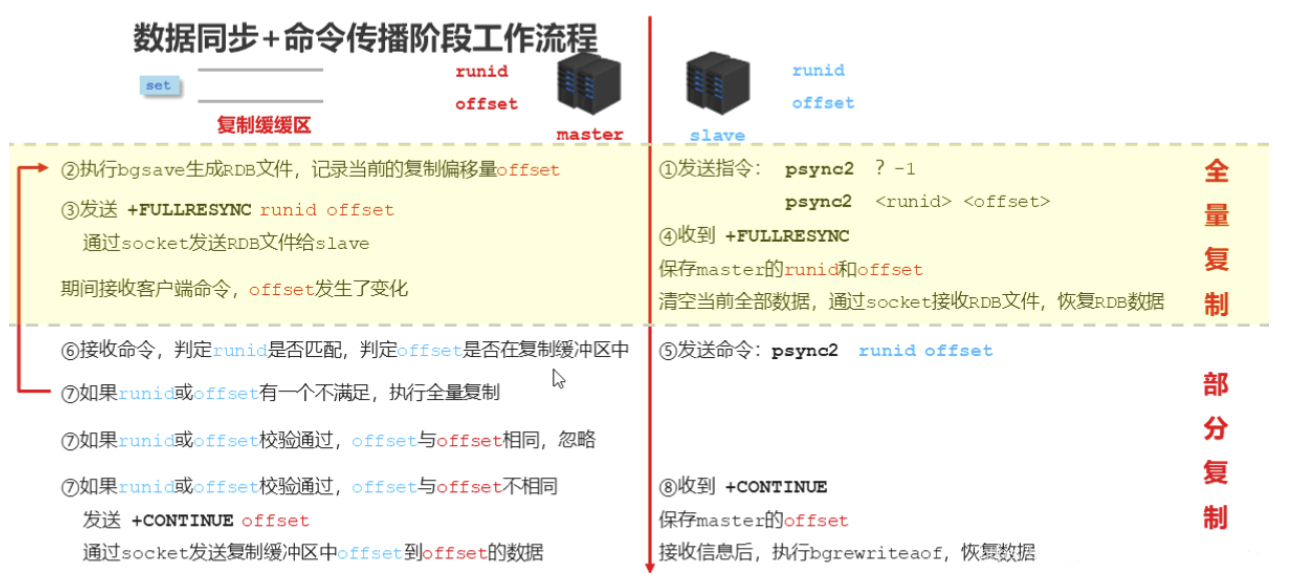 数据同步+命令传播阶段工作流程
set
复制缓缓区
runid
offset
master
slave
runid
offset
②执行bgsave生成RDB文件，记录当前的复制偏移量offset
③发送 +FULLRESYNC runid offset
通过socket发送RDB文件给slave
期间接收客户端命令，offset发生了变化
①发送指令： psync2 ? -1
psync2 <runid> <offset>
④收到 +FULLRESYNC
保存master的runid和offset
清空当前全部数据，通过socket接收RDB文件，恢复RDB数据
全量复制
⑥接收命令，判定runid是否匹配，判定offset是否在复制缓冲区中
⑦如果runid或offset有一个不满足，执行全量复制
⑦如果runid或offset校验通过，offset与offset相同，忽略
⑦如果runid或offset校验通过，offset与offset不相同
发送 +CONTINUE offset
通过socket发送复制缓冲区中offset到offset的数据
⑤发送命令：psync2 runid offset
⑧收到 +CONTINUE
保存master的offset
接收信息后，执行bgrewriteaof，恢复数据
部分复制